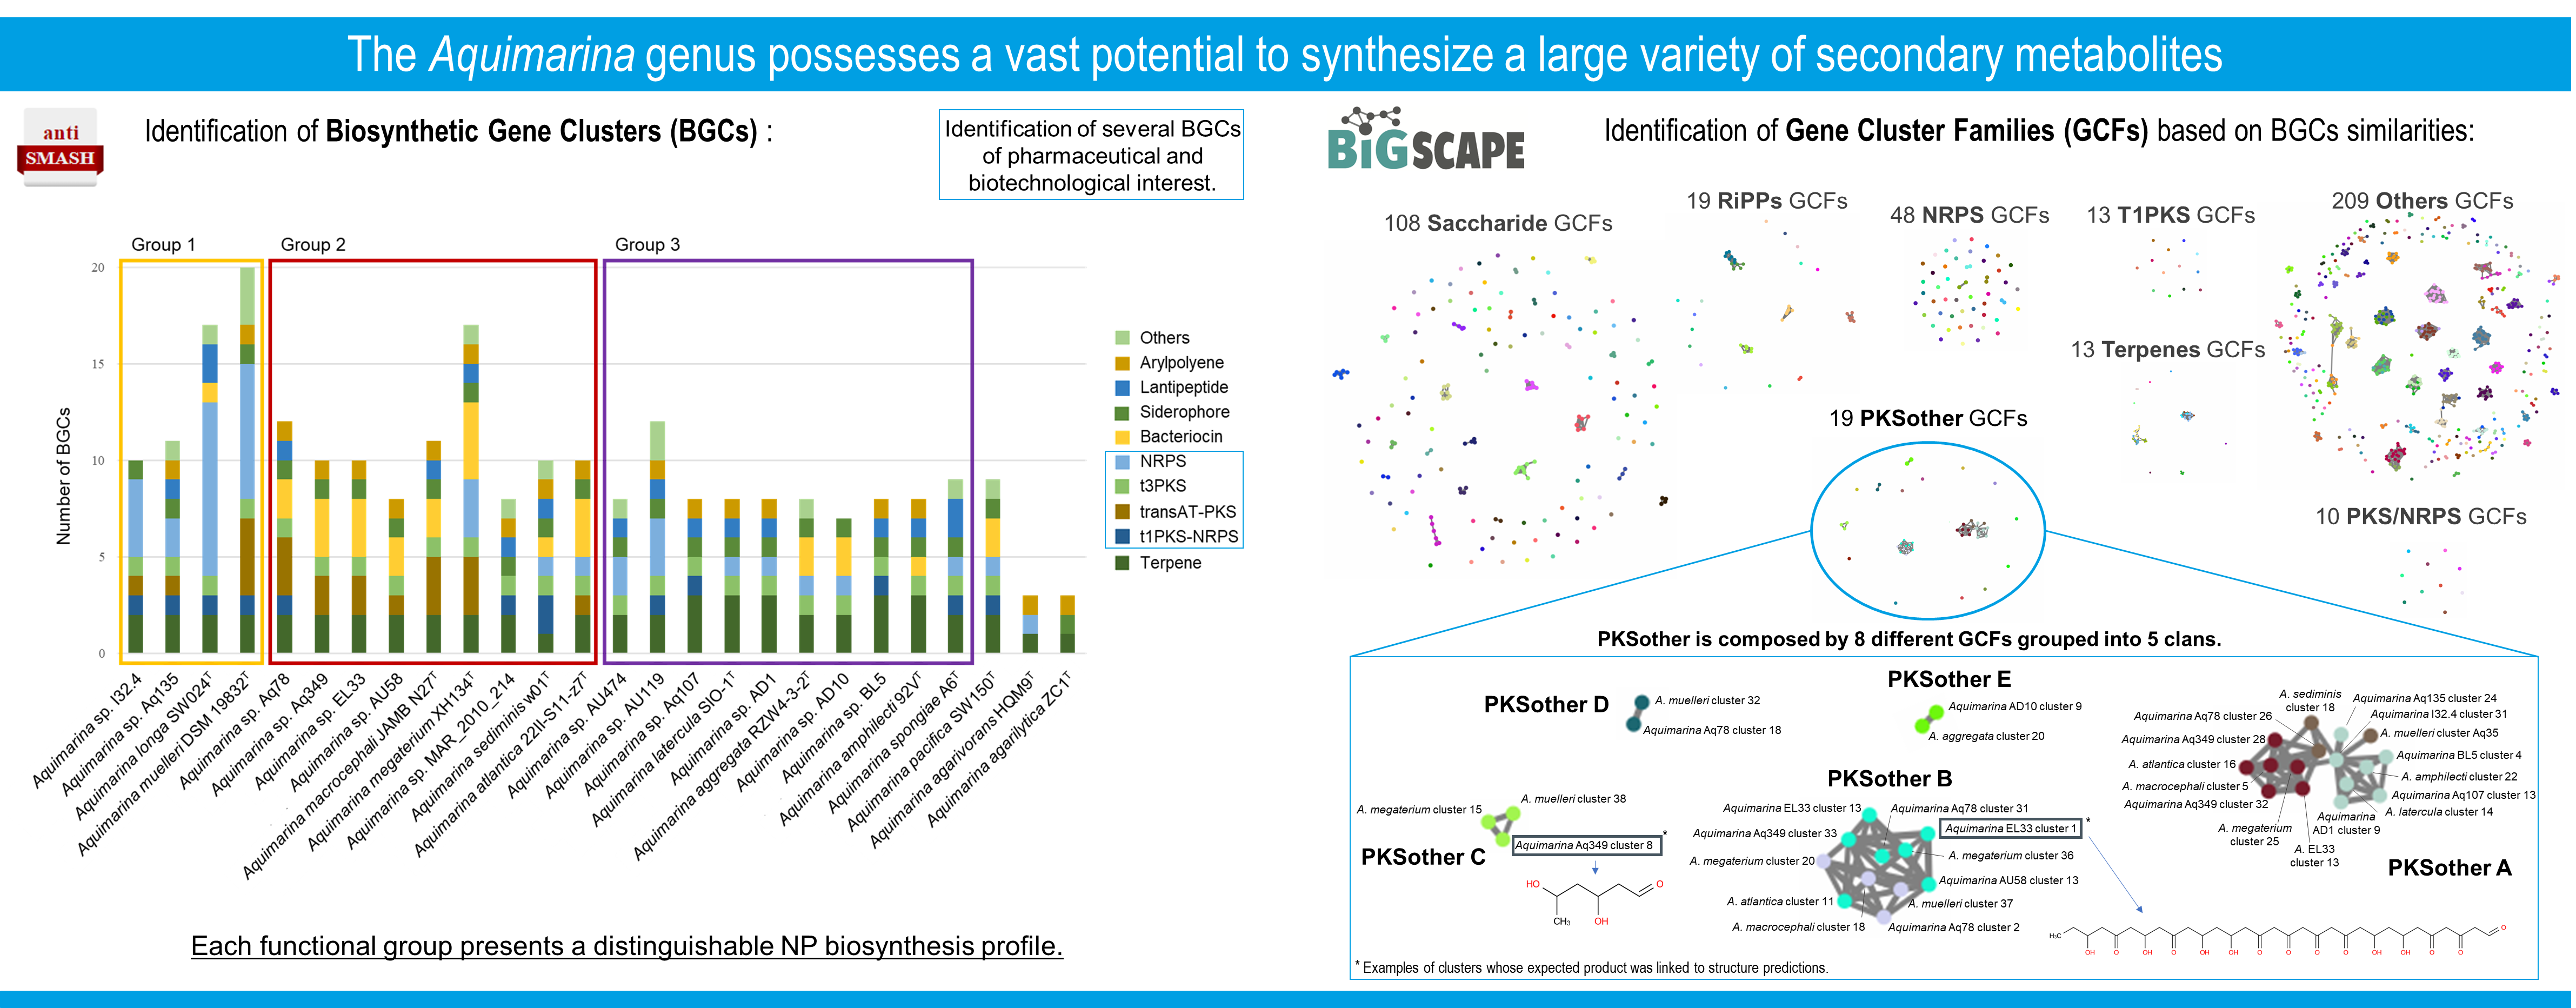 The Aquimarina genus possesses a vast potential to synthesize a large variety of secondary metabolites
anti
SMASH
Identification of Biosynthetic Gene Clusters (BGCs) :
Identification of several BGCs
of pharmaceutical and
biotechnological interest.
Group 1
Group 2
Group 3
Number of BGCs
20
15
10
5
0
Others
Arylpolyene
Lantipeptide
Siderophore
Bacteriocin
NRPS
t3PKS
transAT-PKS
t1PKS-NRPS
Terpene
Aquimarina sp. I32.4
Aquimarina sp. Aq135
Aquimarina longa SW024T
Aquimarina muelleri DSM 19832T
Aquimarina sp. Aq78
Aquimarina sp. Aq349
Aquimarina sp. EL33
Aquimarina sp. AU58
Aquimarina macrocephali JAMB N27T
Aquimarina megaterium XH134T
Aquimarina sp. MAR_2010_214
Aquimarina sediminis w01T
Aquimarina atlantica 22II-S11-z7T
Aquimarina sp. AU474
Aquimarina sp. AU119
Aquimarina sp. Aq107
Aquimarina latercula SIO-1T
Aquimarina sp. AD1
Aquimarina aggregata RZW4-3-2T
Aquimarina sp. AD10
Aquimarina sp. BL5
Aquimarina amphilecti 92VT
Aquimarina spongiae A6T
Aquimarina pacifica SW150T
Aquimarina agarivorans HQM9T
Aquimarina agarilytica ZC1T
Each functional group presents a distinguishable NP biosynthesis profile.
BiGSCAPE
Identification of Gene Cluster Families (GCFs) based on BGCs similarities:
108 Saccharide GCFs
19 RiPPs GCFs
48 NRPS GCFs
13 T1PKS GCFs
209 Others GCFs
13 Terpenes GCFs
19 PKSother GCFs
10 PKS/NRPS GCFs
PKSother is composed by 8 different GCFs grouped into 5 clans.
PKSother D
A. muelleri cluster 32
Aquimarina Aq78 cluster 18
PKSother E
Aquimarina AD10 cluster 9
A. aggregata cluster 20
PKSother C
A. megaterium cluster 15
A. muelleri cluster 38
Aquimarina Aq349 cluster 8
*
HO
O
CH3
OH
PKSother B
Aquimarina EL33 cluster 13
Aquimarina Aq78 cluster 31
Aquimarina Aq349 cluster 33
Aquimarina EL33 cluster 1
*
A. megaterium cluster 20
A. megaterium cluster 36
Aquimarina AU58 cluster 13
A. atlantica cluster 11
A. muelleri cluster 37
A. macrocephali cluster 18
Aquimarina Aq78 cluster 2
A. sediminis
cluster 18
Aquimarina Aq135 cluster 24
Aquimarina Aq78 cluster 26
Aquimarina I32.4 cluster 31
Aquimarina Aq349 cluster 28
A. muelleri cluster Aq35
Aquimarina BL5 cluster 4
A. atlantica cluster 16
A. amphilecti cluster 22
A. macrocephali cluster 5
Aquimarina Aq107 cluster 13
Aquimarina Aq349 cluster 32
A. latercula cluster 14
Aquimarina
AD1 cluster 9
A. megaterium
cluster 25
A. EL33
cluster 13
PKSother A
H3C
O
OH
O
OH
O
OH
OH
O
O
O
O
OH
OH
O
O
* Examples of clusters whose expected product was linked to structure predictions.